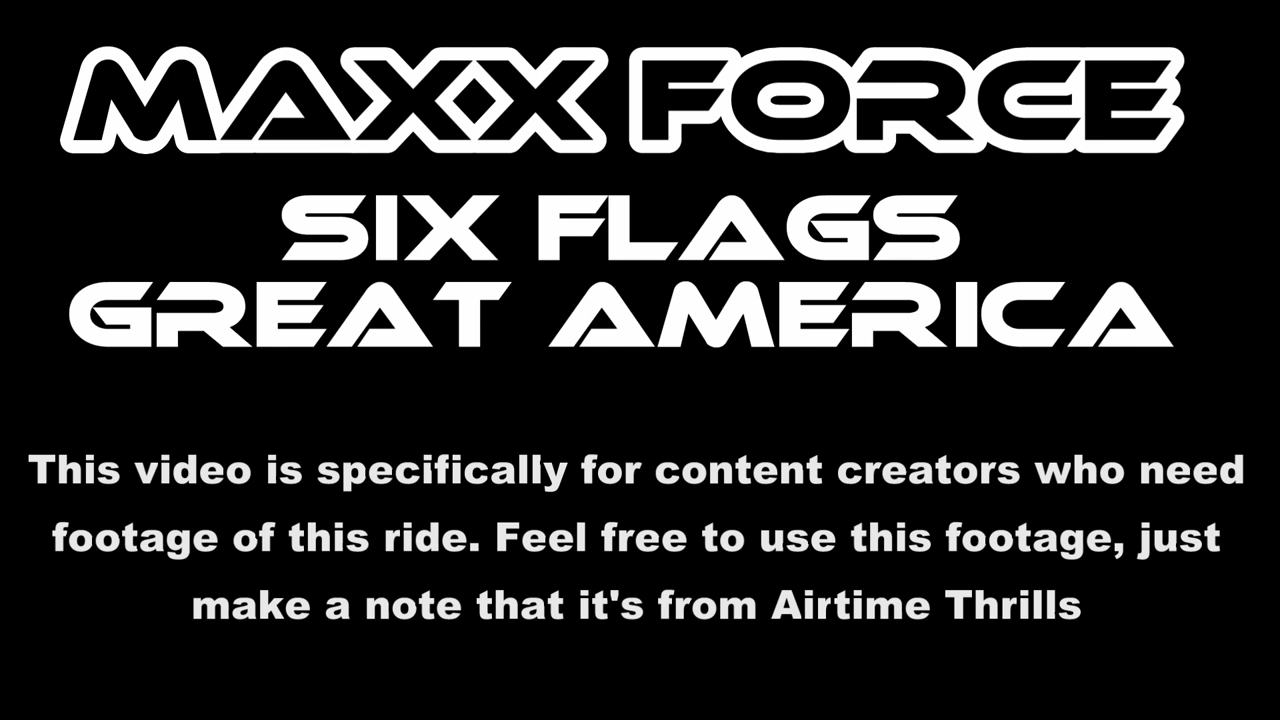 MAXX FORCE
SIX FLAGS
GREAT AMERICA
This video is specifically for content creators who need
footage of this ride. Feel free to use this footage, just
make a note that it's from Airtime Thrills